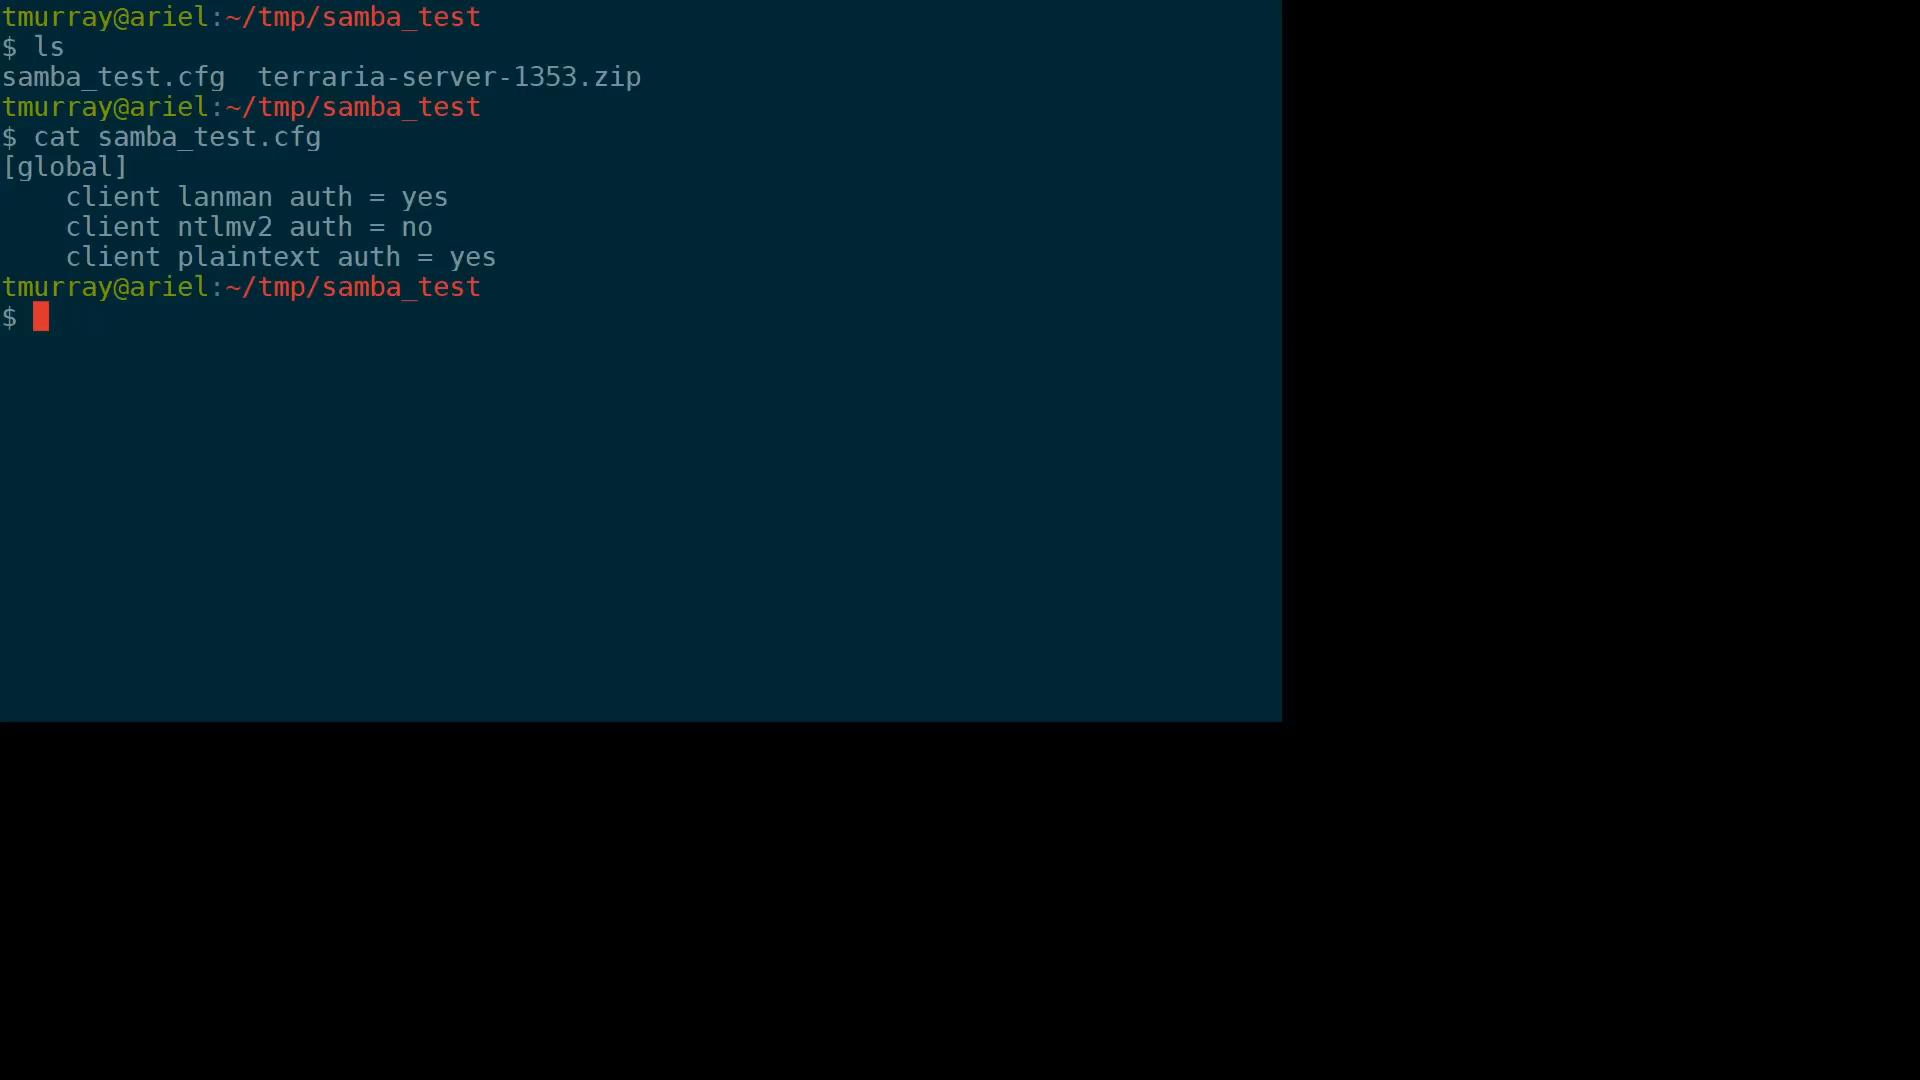 tmurray@ariel:~/tmp/samba_test
$ ls
samba_test.cfg  terraria-server-1353.zip
tmurray@ariel:~/tmp/samba_test
$ cat samba_test.cfg
[global]
    client lanman auth = yes
    client ntlmv2 auth = no
    client plaintext auth = yes
tmurray@ariel:~/tmp/samba_test
$